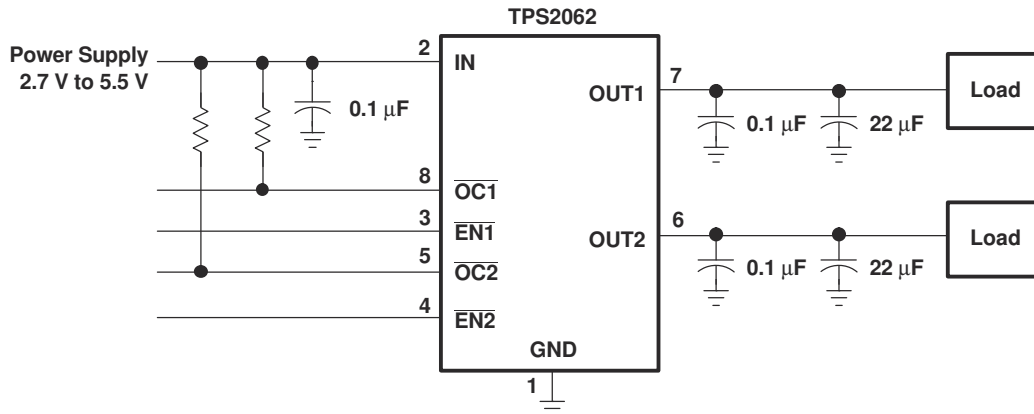 TPS2062
Power Supply
2.7 V to 5.5 V
2
IN
0.1 μF
8
OC1
3
EN1
5
OC2
4
EN2
GND
1
OUT1
7
0.1 μF
22 μF
Load
OUT2
6
0.1 μF
22 μF
Load